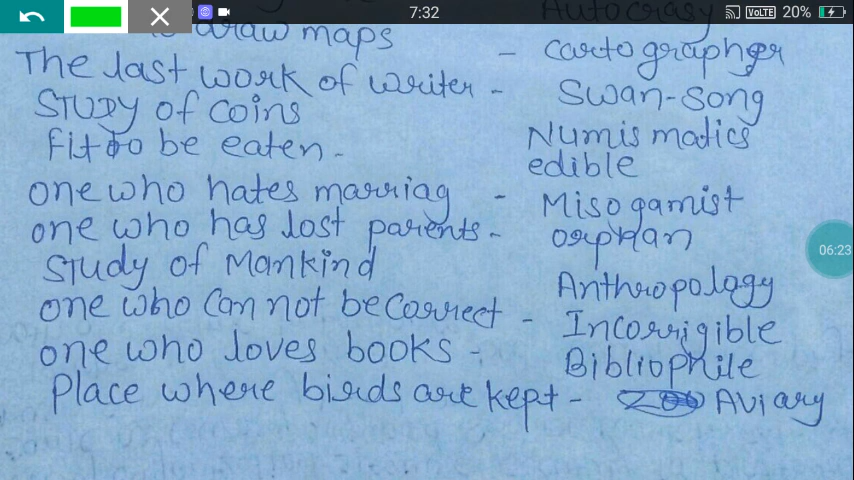 7:32
VoLTE 20%
Autocrasy
draw maps - cartographer
The last work of writer - Swan-song
STUDY of coins Numismatics
fit to be eaten - edible
one who hates marriag - Misogamist
one who has lost parents - orphan
06:23
Study of Mankind Anthropology
one who can not be correct - Incorrigible
one who loves books - Bibliophile
Place where birds are kept - Aviary